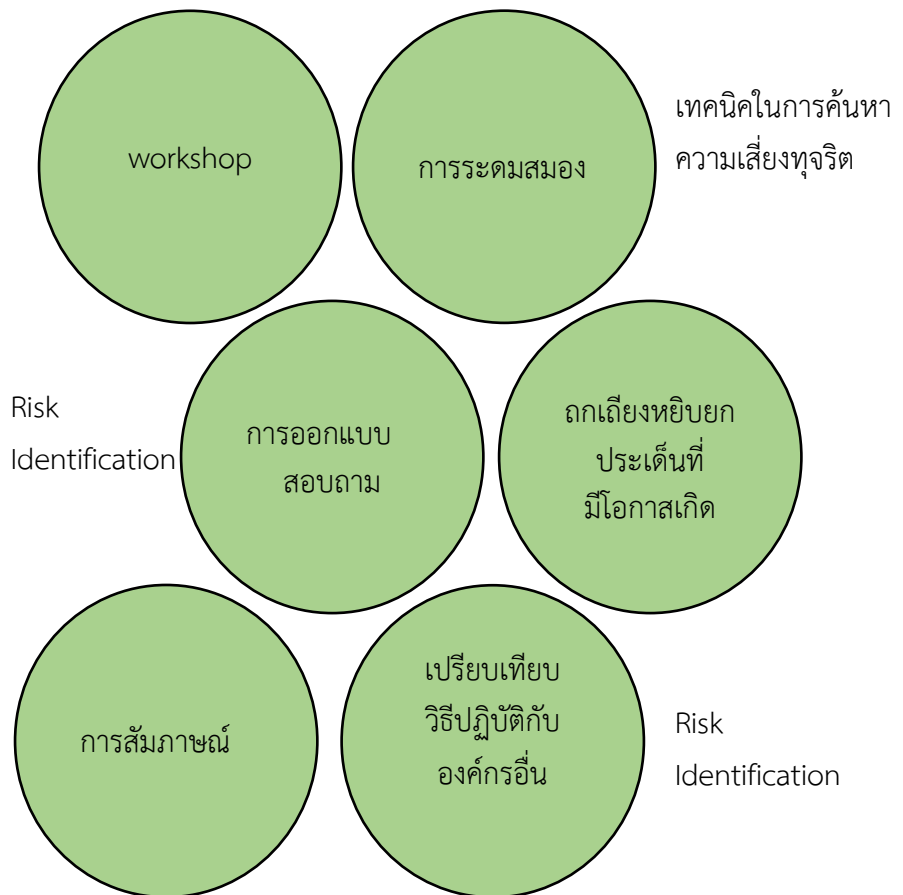 workshop
การระดมสมอง
เทคนิคในการค้นหา
ความเสี่ยงทุจริต
Risk
Identification
การออกแบบ
สอบถาม
ถกเถียงหยิบยก
ประเด็นที่
มีโอกาสเกิด
การสัมภาษณ์
เปรียบเทียบ
วิธีปฏิบัติกับ
องค์กรอื่น
Risk
Identification